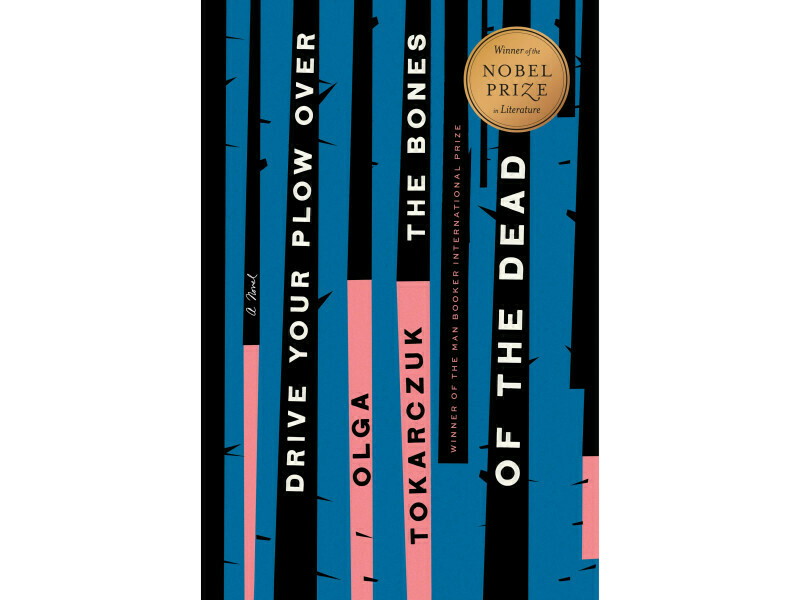 DRIVE YOUR PLOW OVER
THE BONES
OF THE DEAD
A Novel
OLGA
TOKARCZUK
WINNER OF THE MAN BOOKER INTERNATIONAL PRIZE
Winner of the
NOBEL
PRIZE
in Literature